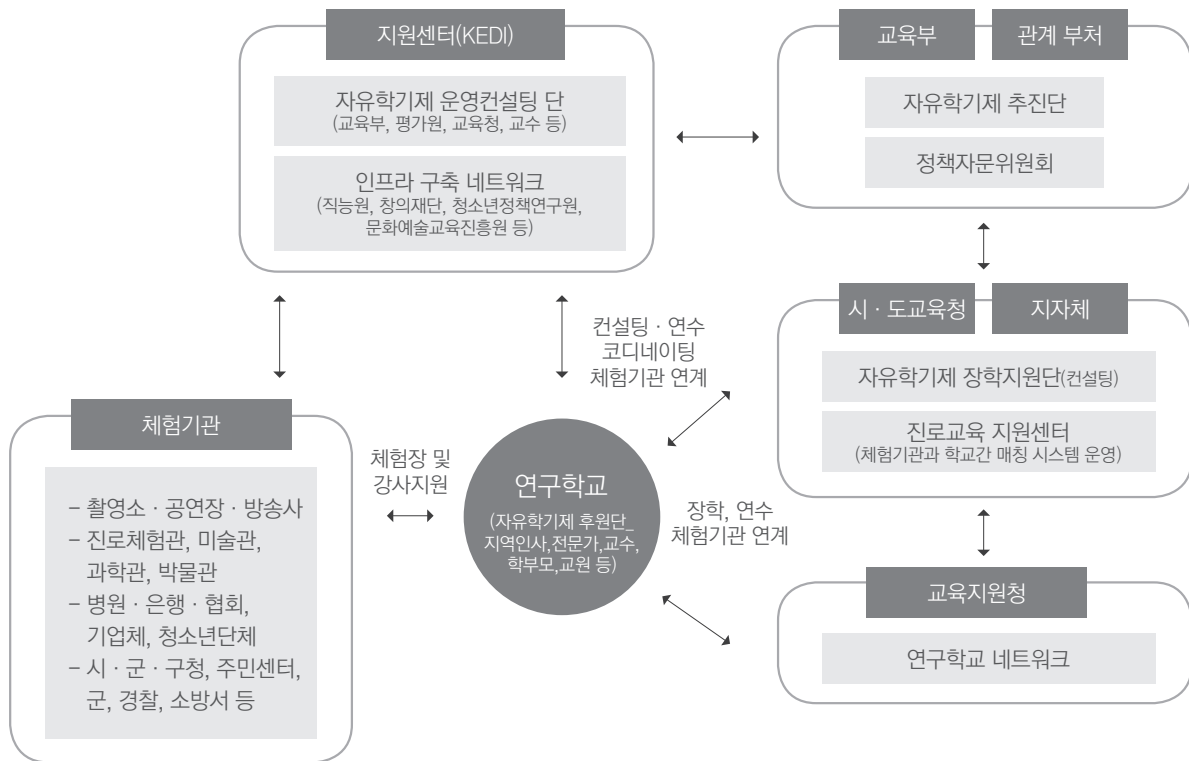 지원센터(KEDI)
자유학기제 운영컨설팅 단
(교육부, 평가원, 교육청, 교수 등)
인프라 구축 네트워크
(직능원, 창의재단, 청소년정책연구원,
문화예술교육진흥원 등)
교육부
관계 부처
자유학기제 추진단
정책자문위원회
컨설팅 · 연수
코디네이팅
체험기관 연계
시 · 도교육청
지자체
자유학기제 장학지원단(컨설팅)
진로교육 지원센터
(체험기관과 학교간 매칭 시스템 운영)
체험기관
– 촬영소 · 공연장 · 방송사
– 진로체험관, 미술관,
과학관, 박물관
– 병원 · 은행 · 협회,
기업체, 청소년단체
– 시 · 군 · 구청, 주민센터,
군, 경찰, 소방서 등
체험장 및
강사지원
연구학교
(자유학기제 후원단_
지역인사,전문가,교수,
학부모,교원 등)
장학, 연수
체험기관 연계
교육지원청
연구학교 네트워크